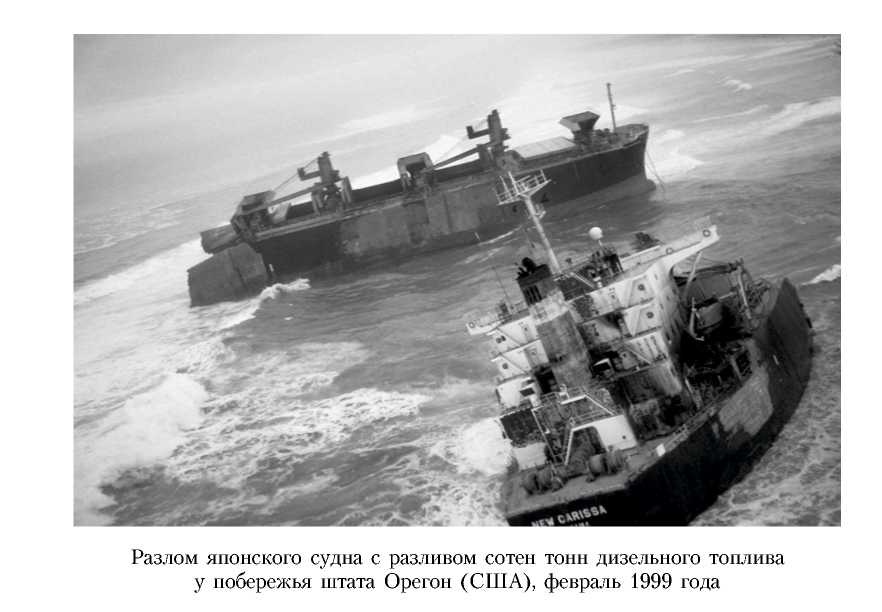 NEW CARISSA
Разлом японского судна с разливом сотен тонн дизельного топлива
у побережья штата Орегон (США), февраль 1999 года